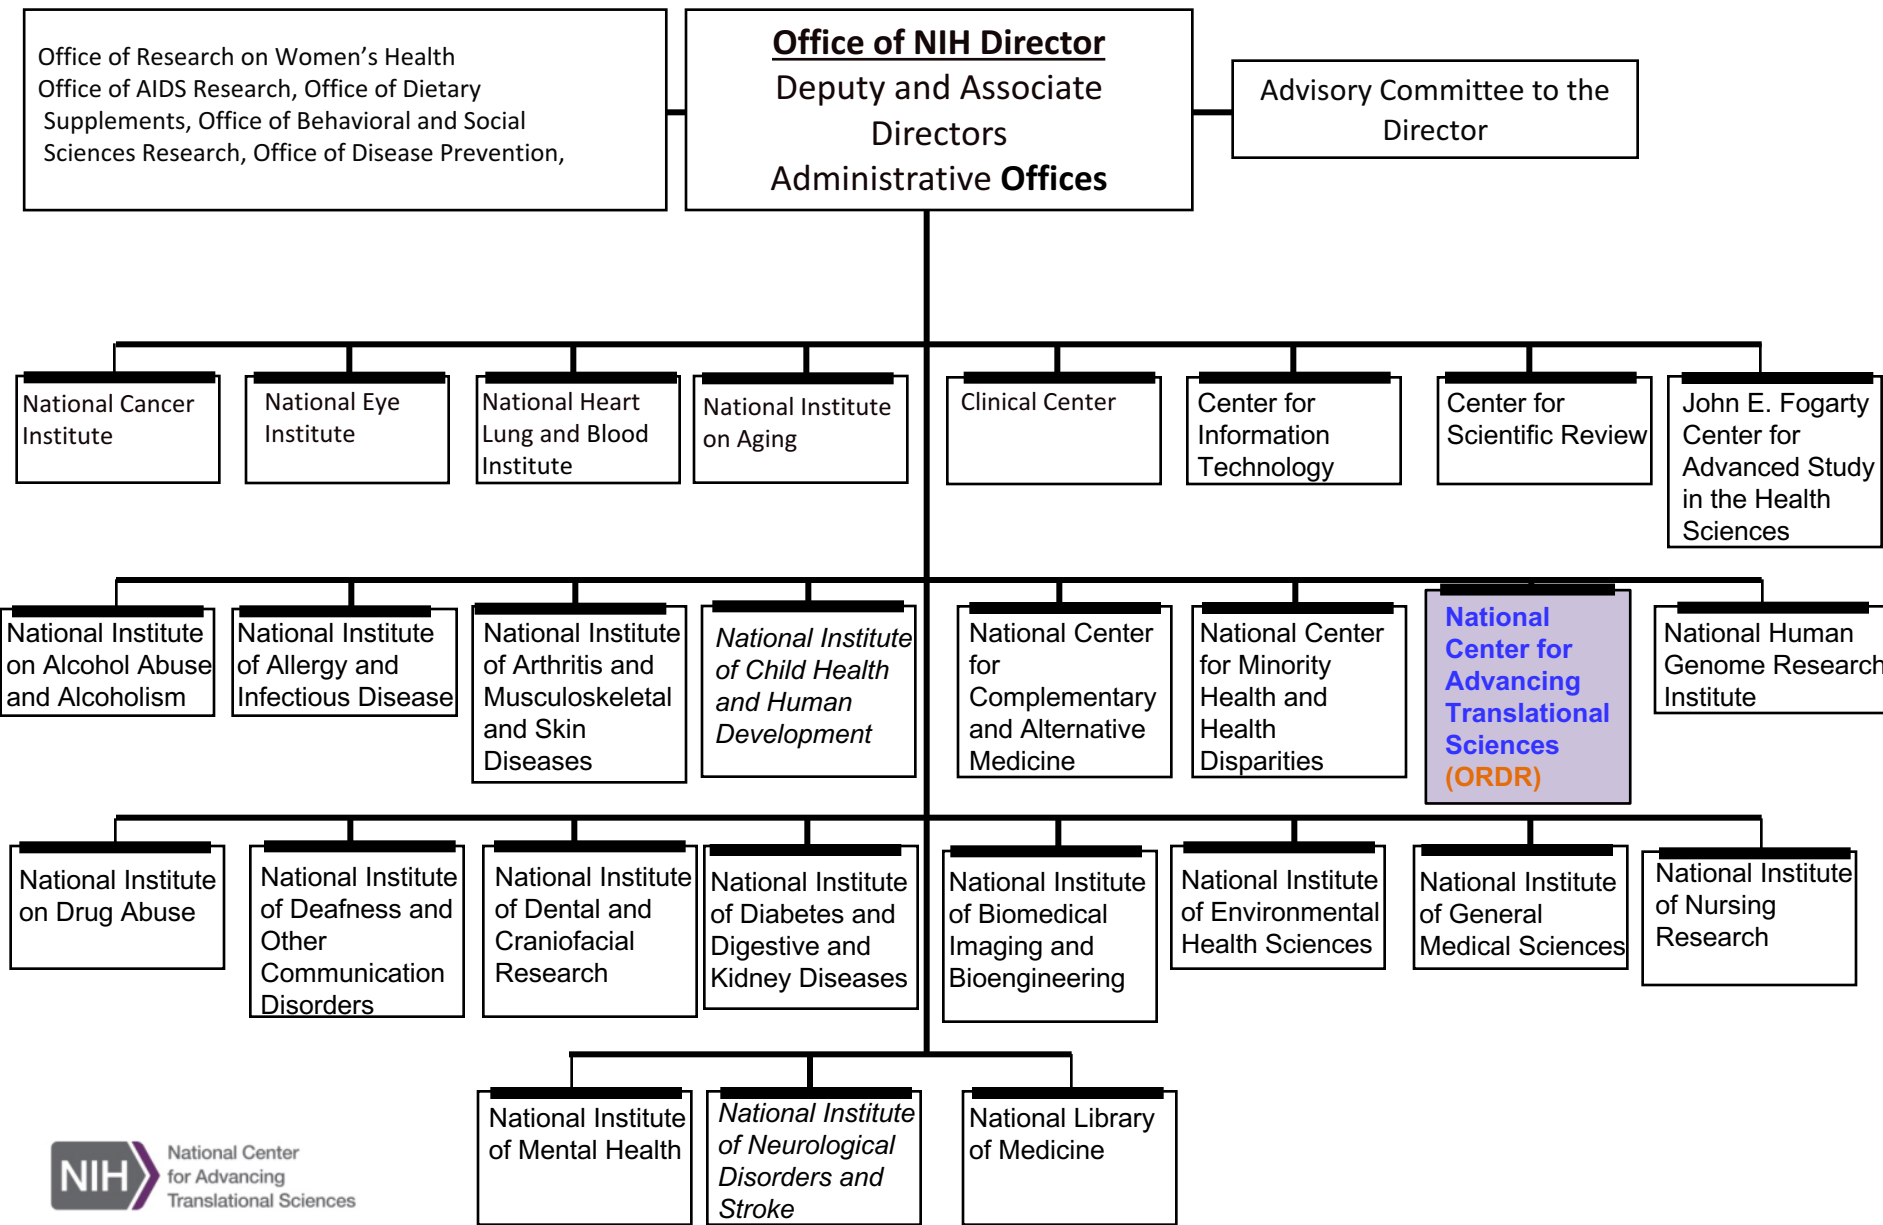 Office of Research on Women’s Health
Office of AIDS Research, Office of Dietary
Supplements, Office of Behavioral and Social
Sciences Research, Office of Disease Prevention,
Office of NIH Director
Deputy and Associate
Directors
Administrative Offices
Advisory Committee to the
Director
National Cancer
Institute
National Eye
Institute
National Heart
Lung and Blood
Institute
National Institute
on Aging
Clinical Center
Center for
Information
Technology
Center for
Scientific Review
John E. Fogarty
Center for
Advanced Study
in the Health
Sciences
National Institute
on Alcohol Abuse
and Alcoholism
National Institute
of Allergy and
Infectious Disease
National Institute
of Arthritis and
Musculoskeletal
and Skin
Diseases
National Institute
of Child Health
and Human
Development
National Center
for
Complementary
and Alternative
Medicine
National Center
for Minority
Health and
Health
Disparities
National
Center for
Advancing
Translational
Sciences
(ORDR)
National Human
Genome Research
Institute
National Institute
on Drug Abuse
National Institute
of Deafness and
Other
Communication
Disorders
National Institute
of Dental and
Craniofacial
Research
National Institute
of Diabetes and
Digestive and
Kidney Diseases
National Institute
of Biomedical
Imaging and
Bioengineering
National Institute
of Environmental
Health Sciences
National Institute
of General
Medical Sciences
National Institute
of Nursing
Research
National Institute
of Mental Health
National Institute
of Neurological
Disorders and
Stroke
National Library
of Medicine
NIH
National Center
for Advancing
Translational Sciences